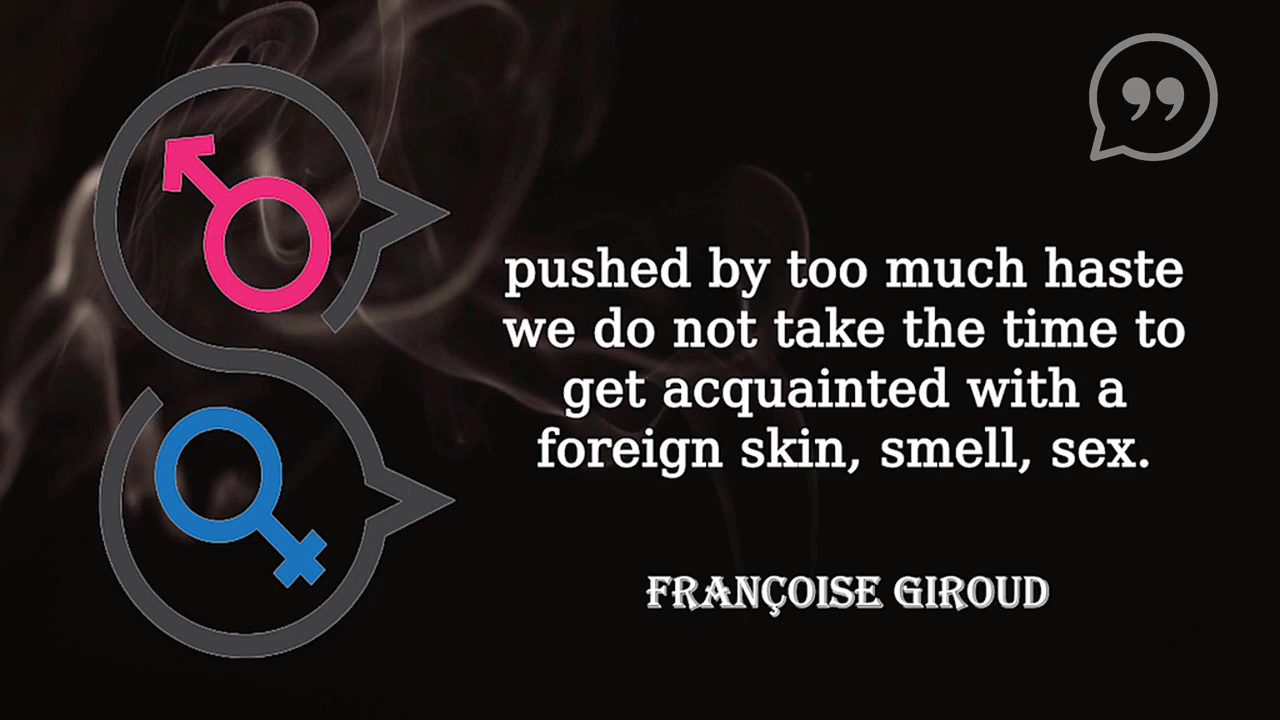 pushed by too much haste
we do not take the time to
get acquainted with a
foreign skin, smell, sex.
FRANÇOISE GIROUD